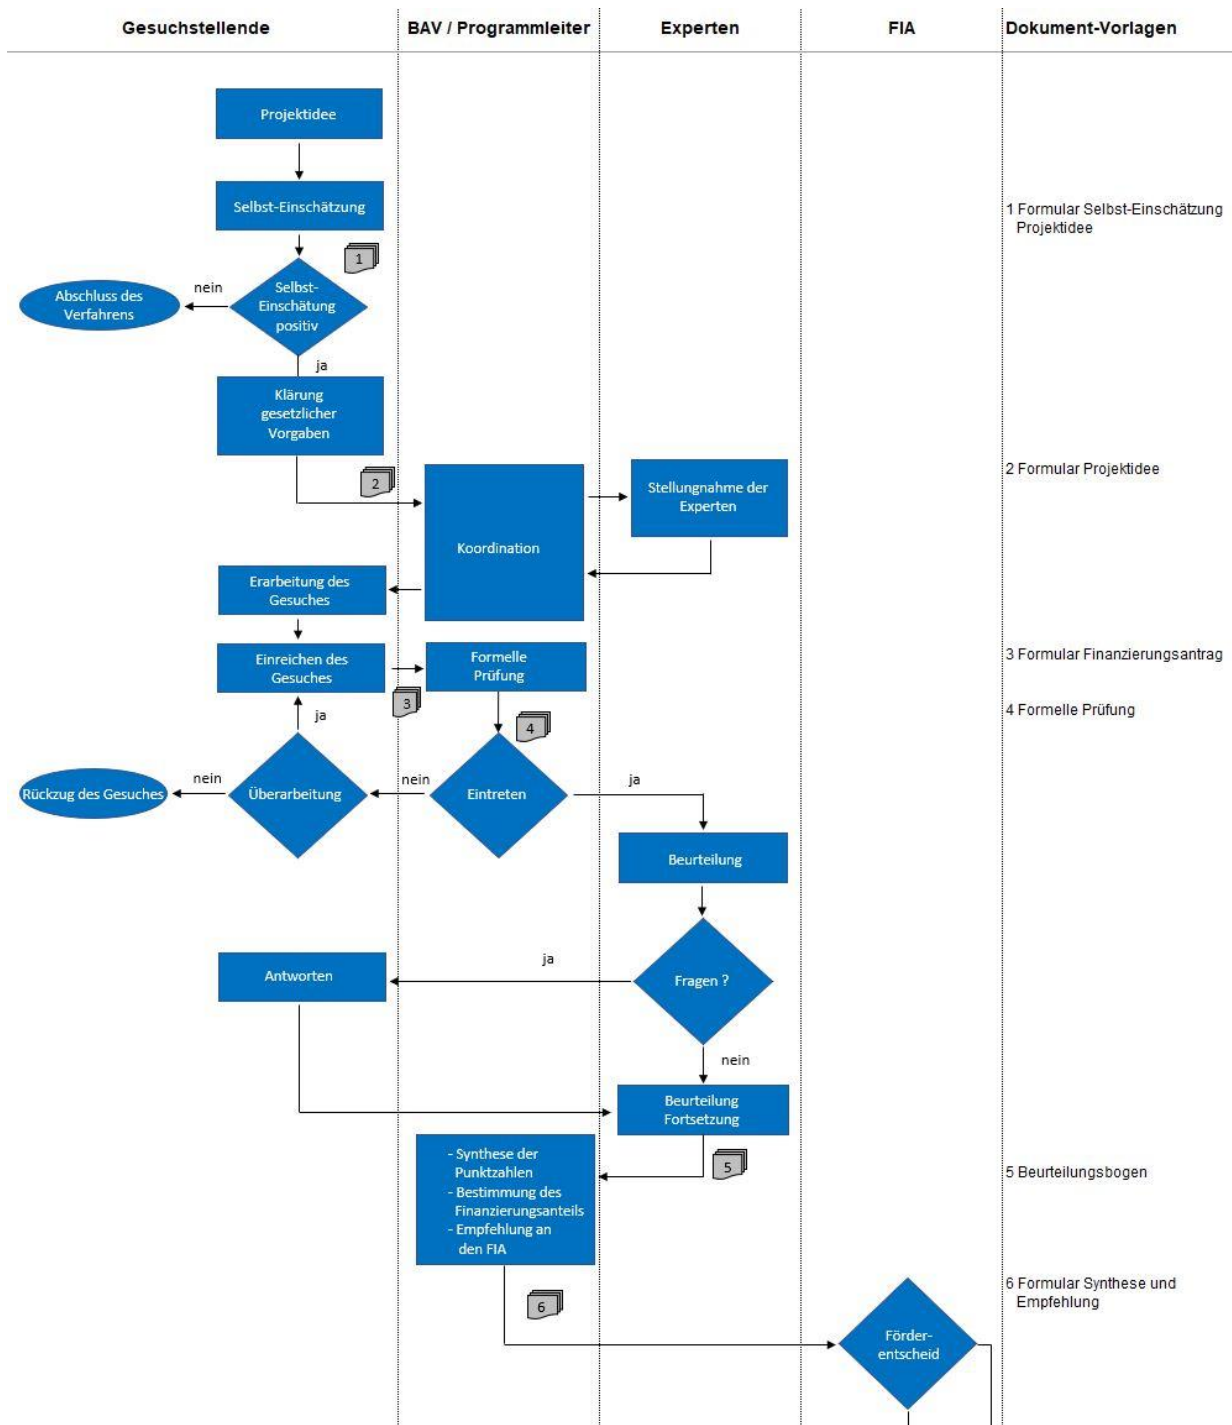 Gesuchstellende
BAV / Programmleiter
Experten
FIA
Dokument-Vorlagen
Projektidee
Selbst-Einschätzung
1 Formular Selbst-Einschätzung
Projektidee
1
Selbst-
Einschätung
positiv
nein
Abschluss des
Verfahrens
ja
Klärung
gesetzlicher
Vorgaben
2
2 Formular Projektidee
Koordination
Stellungnahme der
Experten
Erarbeitung des
Gesuches
Einreichen des
Gesuches
3
Formelle
Prüfung
3 Formular Finanzierungsantrag
4
4 Formelle Prüfung
ja
Rückzug des Gesuches
nein
Überarbeitung
nein
Eintreten
ja
Beurteilung
Antworten
ja
Fragen ?
nein
Beurteilung
Fortsetzung
5
5 Beurteilungsbogen
- Synthese der
Punktzahlen
- Bestimmung des
Finanzierungsanteils
- Empfehlung an
den FIA
6
6 Formular Synthese und
Empfehlung
Förder-
entscheid